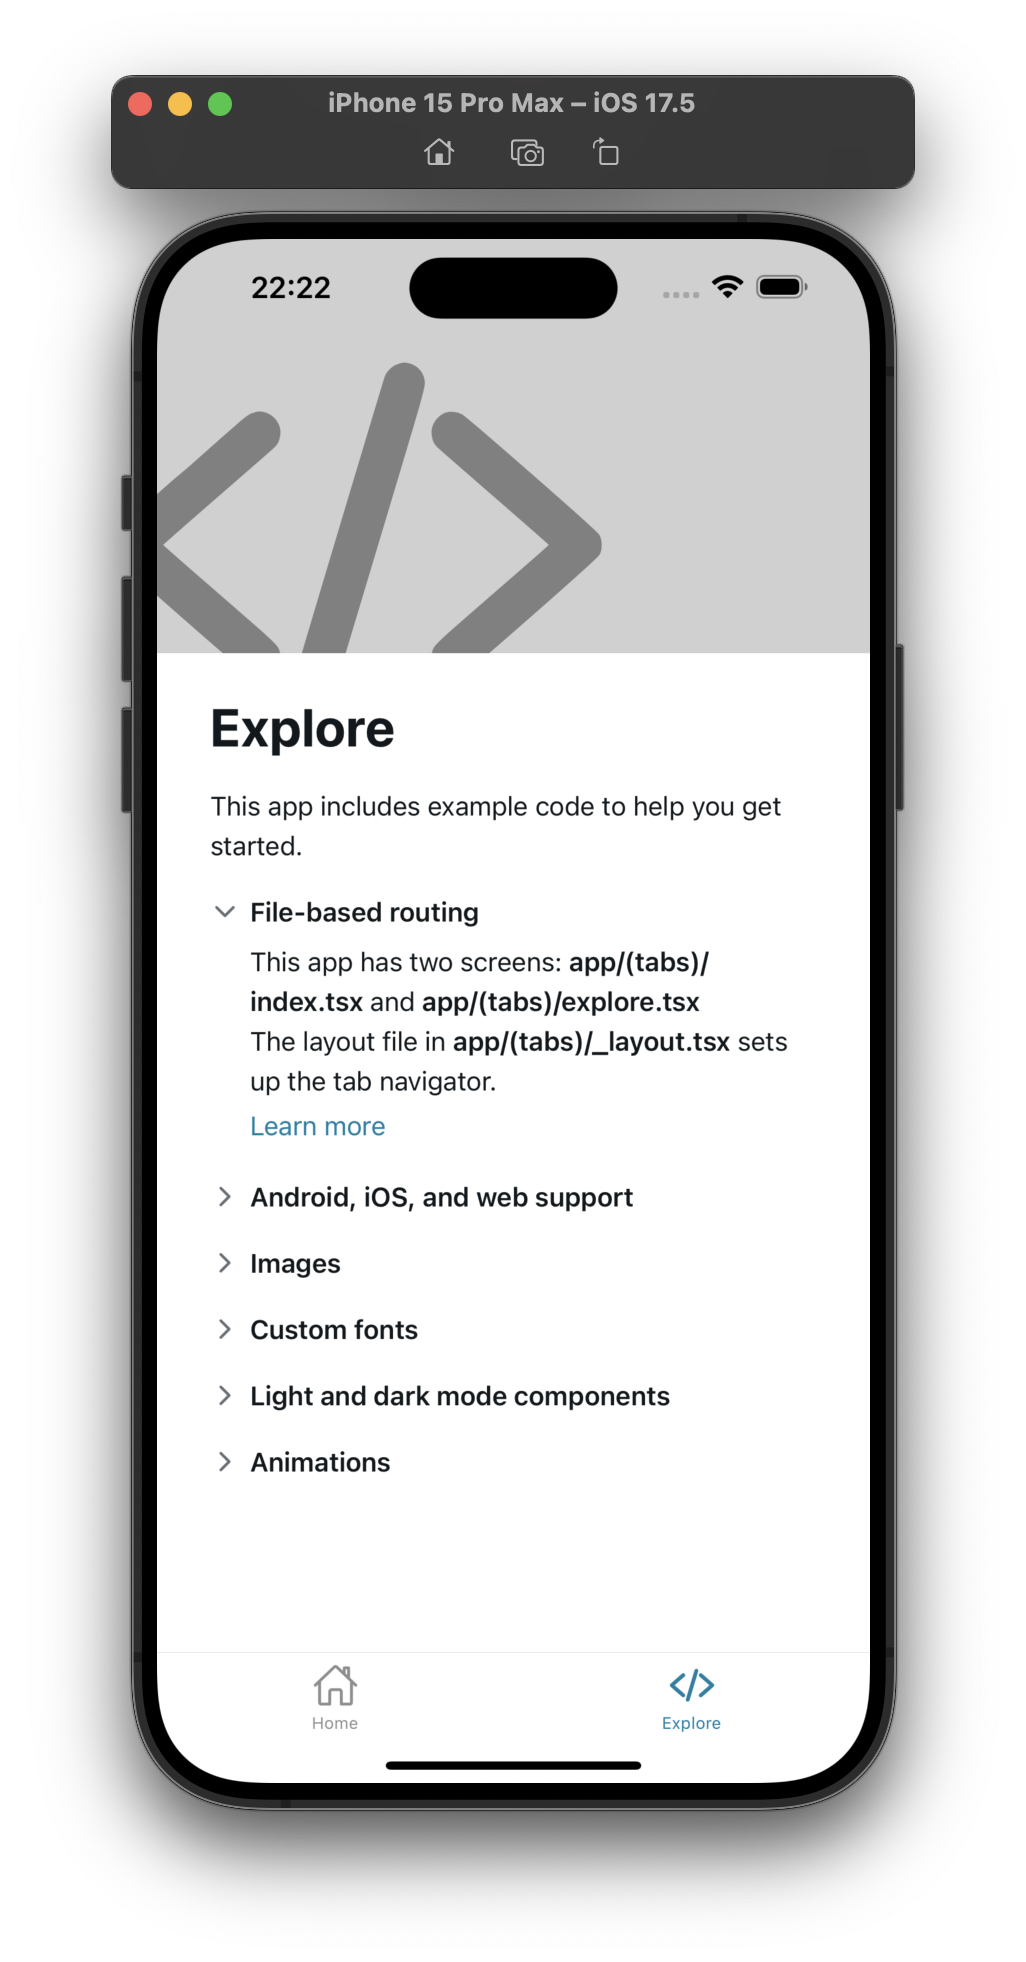 iPhone 15 Pro Max – iOS 17.5
22:22
Explore
This app includes example code to help you get
started.
File-based routing
This app has two screens: app/(tabs)/
index.tsx and app/(tabs)/explore.tsx
The layout file in app/(tabs)/_layout.tsx sets
up the tab navigator.
Learn more
Android, iOS, and web support
Images
Custom fonts
Light and dark mode components
Animations
Home
Explore